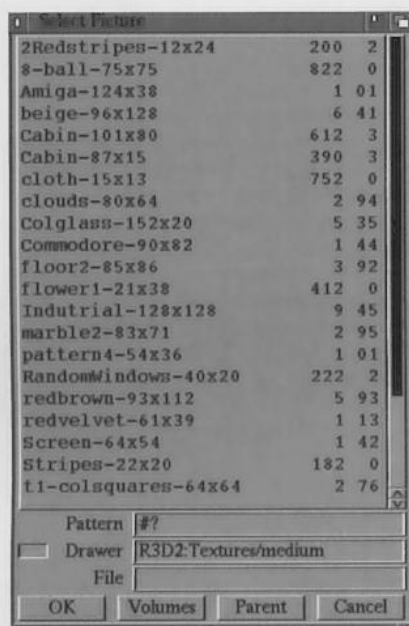 Select Picture
2Redstripes-12x24 200 2
8-ball-75x75 822 0
Amiga-124x38 1 01
beige-96x128 6 41
Cabin-101x80 612 3
Cabin-87x15 390 3
cloth-15x13 752 0
clouds-80x64 2 94
Colglass-152x20 5 35
Commodore-90x82 1 44
floor2-85x86 3 92
flower1-21x38 412 0
Indutrial-128x128 9 45
marble2-83x71 2 95
pattern4-54x36 1 01
RandomWindows-40x20 222 2
redbrown-93x112 5 93
redvelvet-61x39 1 13
Screen-64x54 1 42
Stripes-22x20 182 0
t1-colsquares-64x64 2 76
Pattern #?
Drawer R3D2:Textures/medium
File
OK Volumes Parent Cancel